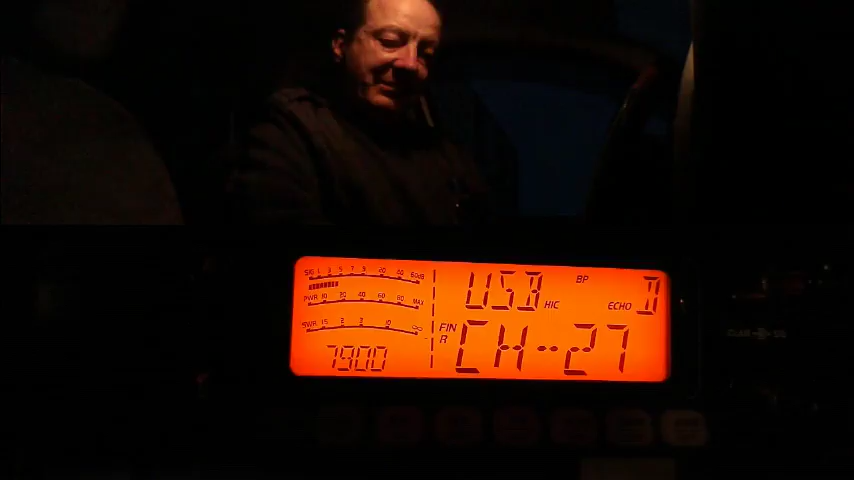 SIG 1 3 5 7 9 20 40 60dB
PWR 10 20 40 60 80 MAX
SWR 1.5 2 3 10 ∞
7900
USB HIC BP ECHO D
FIN
R
CH-27